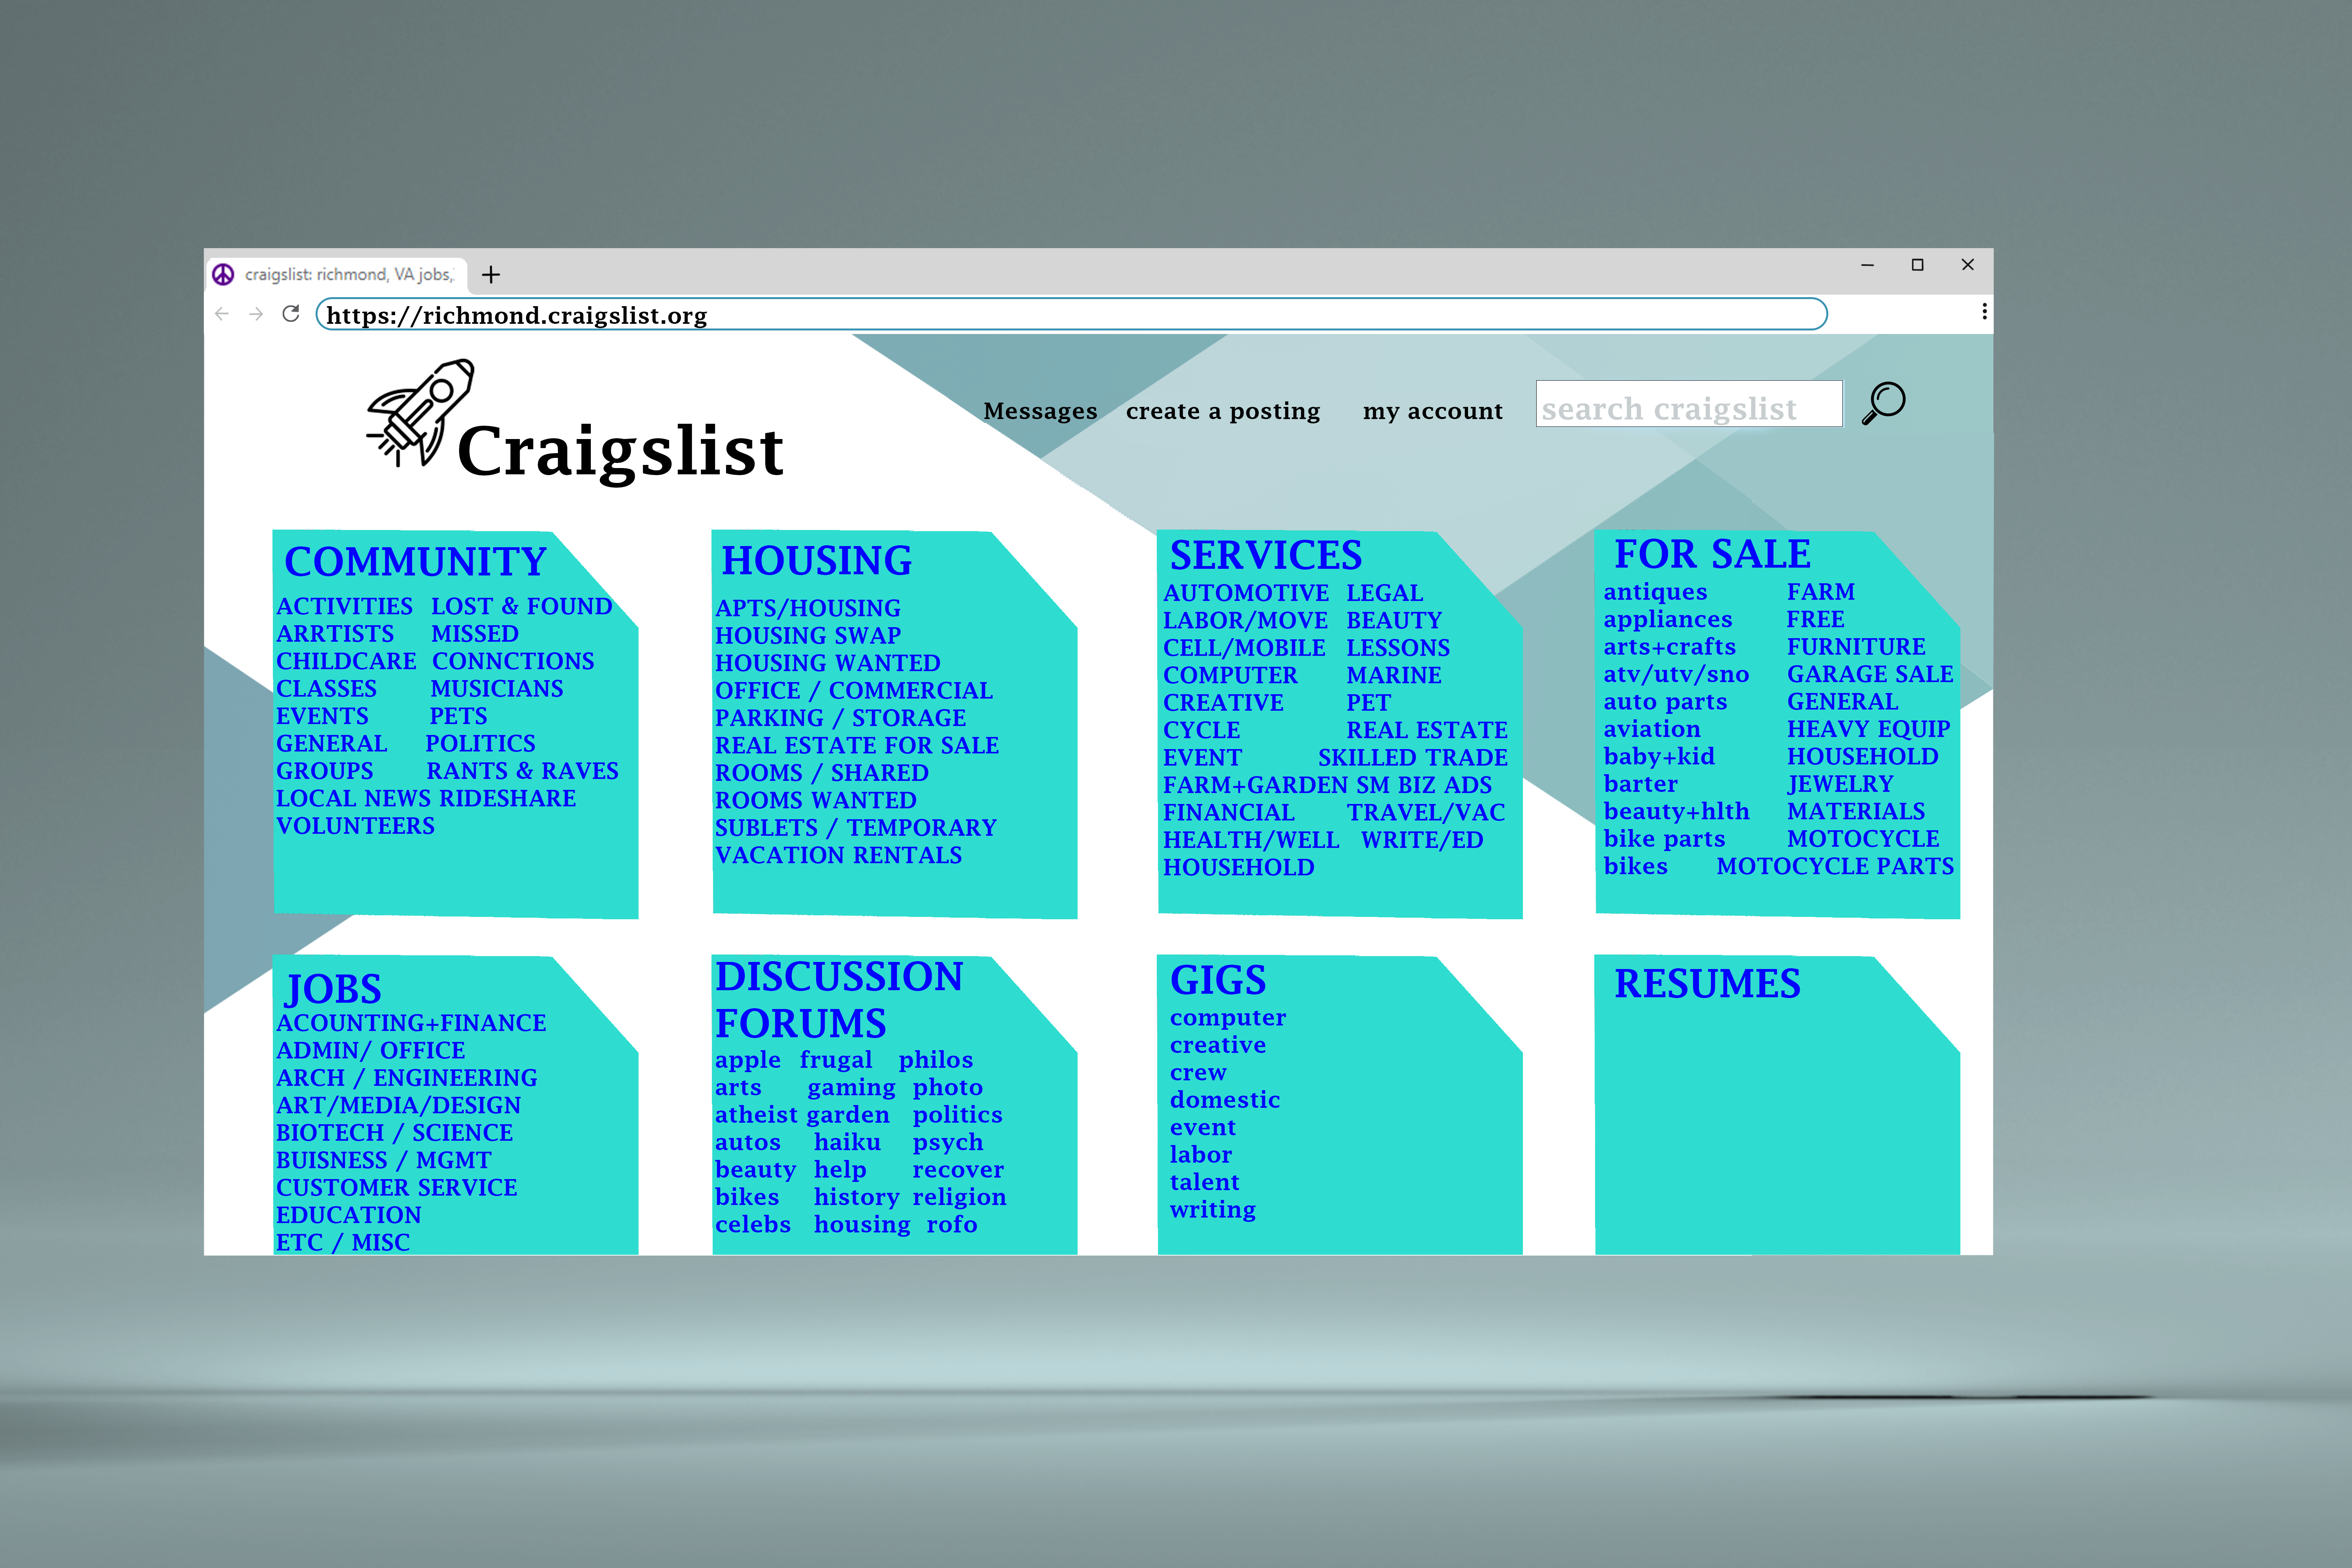 craigslist: richmond, VA jobs,
https://richmond.craigslist.org
Craigslist
Messages create a posting my account search craigslist
COMMUNITY
ACTIVITIES LOST & FOUND
ARRTISTS MISSED
CHILDCARE CONNCTIONS
CLASSES MUSICIANS
EVENTS PETS
GENERAL POLITICS
GROUPS RANTS & RAVES
LOCAL NEWS RIDESHARE
VOLUNTEERS
HOUSING
APTS/HOUSING
HOUSING SWAP
HOUSING WANTED
OFFICE / COMMERCIAL
PARKING / STORAGE
REAL ESTATE FOR SALE
ROOMS / SHARED
ROOMS WANTED
SUBLETS / TEMPORARY
VACATION RENTALS
SERVICES
AUTOMOTIVE LEGAL
LABOR/MOVE BEAUTY
CELL/MOBILE LESSONS
COMPUTER MARINE
CREATIVE PET
CYCLE REAL ESTATE
EVENT SKILLED TRADE
FARM+GARDEN SM BIZ ADS
FINANCIAL TRAVEL/VAC
HEALTH/WELL WRITE/ED
HOUSEHOLD
FOR SALE
antiques FARM
appliances FREE
arts+crafts FURNITURE
atv/utv/sno GARAGE SALE
auto parts GENERAL
aviation HEAVY EQUIP
baby+kid HOUSEHOLD
barter JEWELRY
beauty+hlth MATERIALS
bike parts MOTOCYCLE
bikes MOTOCYCLE PARTS
JOBS
ACOUNTING+FINANCE
ADMIN/ OFFICE
ARCH / ENGINEERING
ART/MEDIA/DESIGN
BIOTECH / SCIENCE
BUISNESS / MGMT
CUSTOMER SERVICE
EDUCATION
ETC / MISC
DISCUSSION
FORUMS
apple frugal philos
arts gaming photo
atheist garden politics
autos haiku psych
beauty help recover
bikes history religion
celebs housing rofo
GIGS
computer
creative
crew
domestic
event
labor
talent
writing
RESUMES